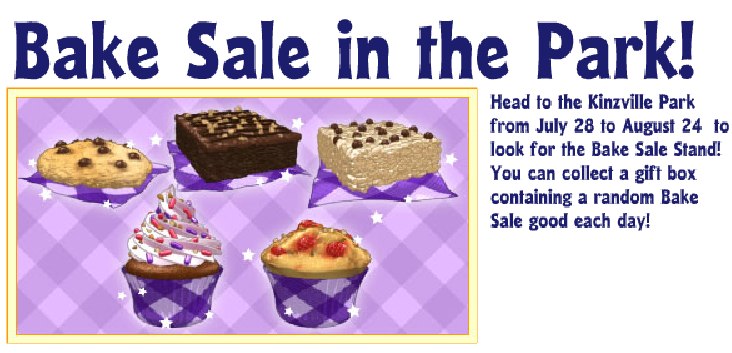 Bake Sale in the Park!
Head to the Kinzville Park
from July 28 to August 24 to
look for the Bake Sale Stand!
You can collect a gift box
containing a random Bake
Sale good each day!